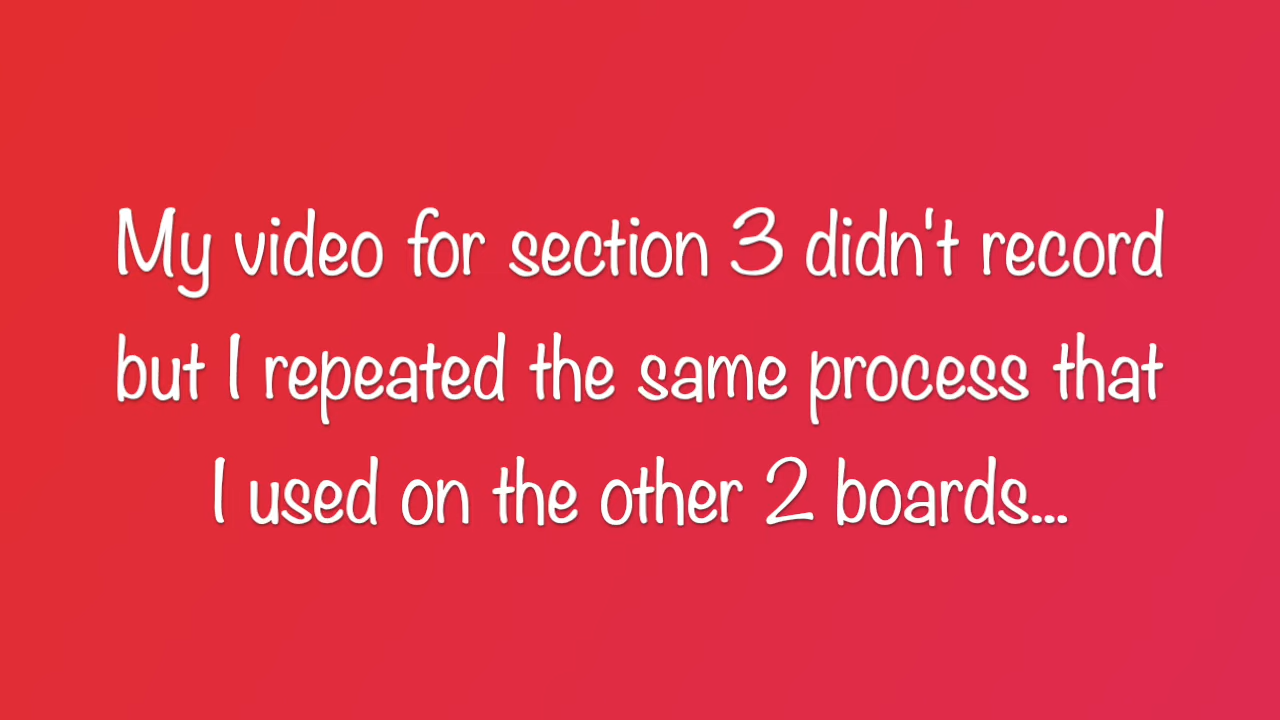 My video for section 3 didn't record
but I repeated the same process that
I used on the other 2 boards...